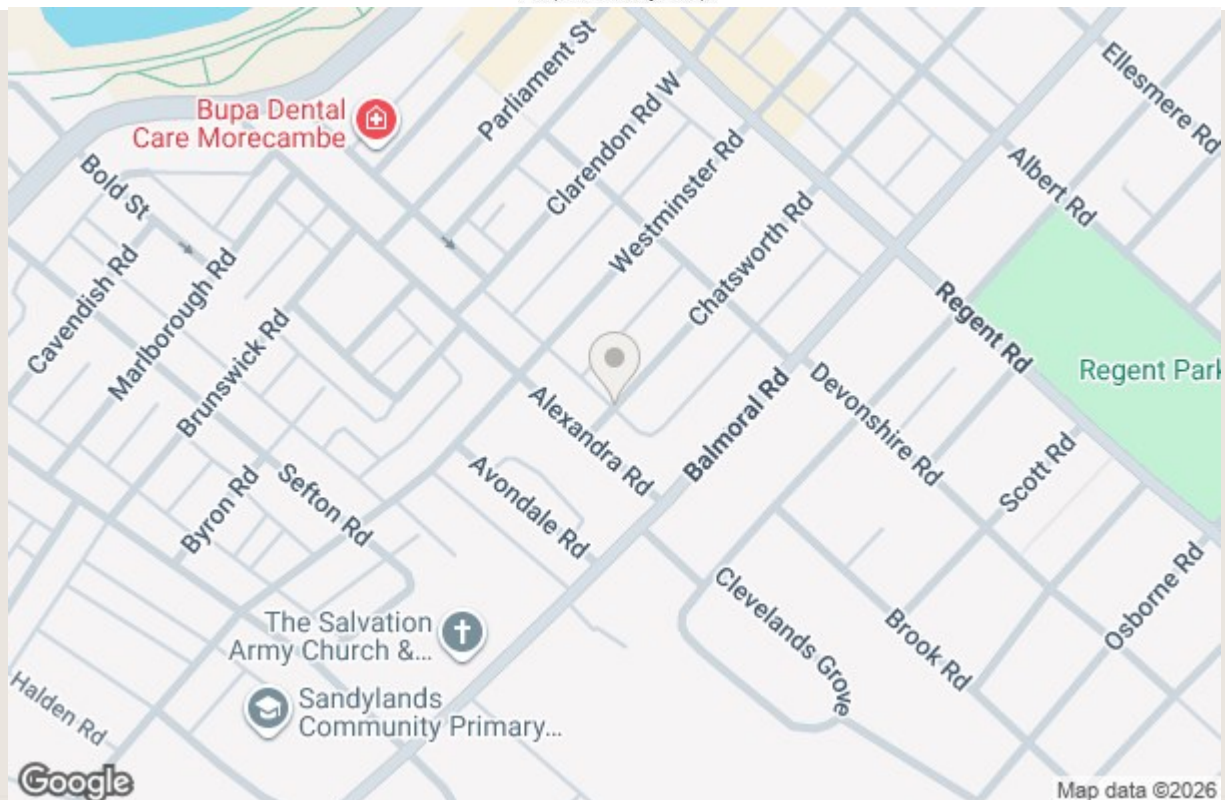 Ellesmere Rd
Parliament St
Clarendon Rd W
Bupa Dental
Care Morecambe
Westminster Rd
Albert Rd
Bold St
Chatsworth Rd
Cavendish Rd
Marlborough Rd
Brunswick Rd
Regent Rd
Regent Park
Alexandra Rd
Balmoral Rd
Devonshire Rd
Scott Rd
Avondale Rd
Sefton Rd
Byron Rd
Osborne Rd
Clevelands Grove
Brook Rd
The Salvation
Army Church &...
Sandylands
Community Primary...
Halden Rd
Google
Map data ©2026